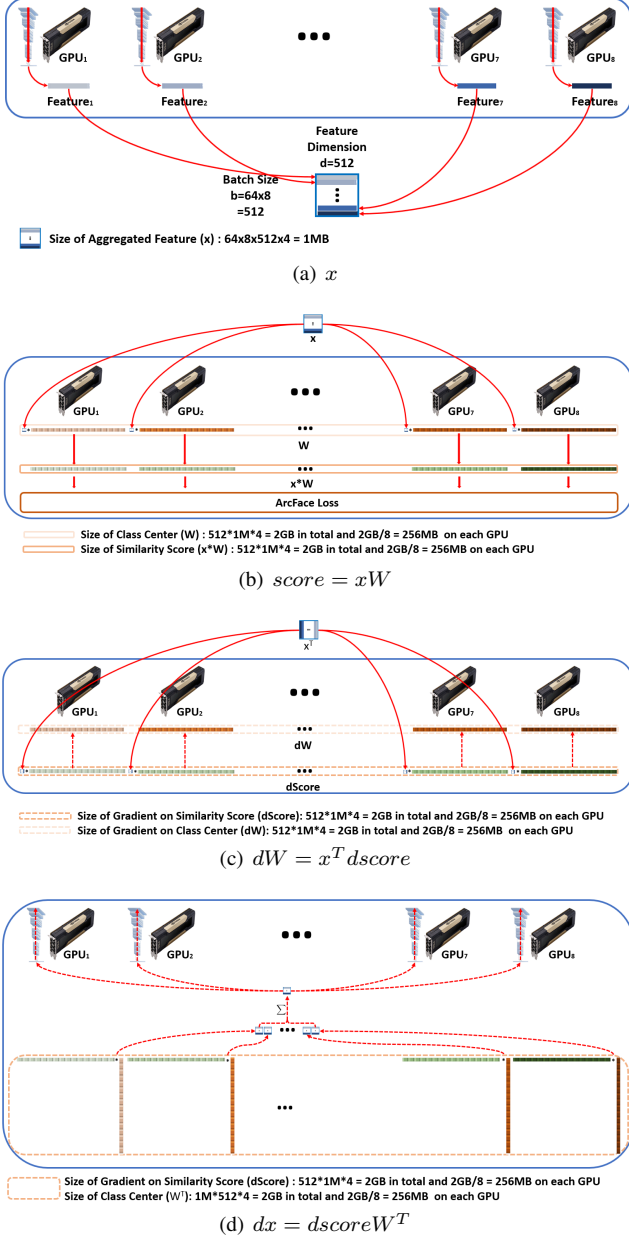 GPU1 GPU2 ••• GPU7 GPU8
Feature1 Feature2 Feature7 Feature8
Feature
Dimension
d=512
Batch Size
b=64x8
=512
Size of Aggregated Feature (x) : 64x8x512x4 = 1MB
(a) x
x
GPU1 GPU2 ••• GPU7 GPU8
•••
W
•••
x*W
ArcFace Loss
Size of Class Center (W) : 512*1M*4 = 2GB in total and 2GB/8 = 256MB on each GPU
Size of Similarity Score (x*W) : 512*1M*4 = 2GB in total and 2GB/8 = 256MB on each GPU
(b) score = xW
x^T
GPU1 GPU2 ••• GPU7 GPU8
•••
dW
•••
dScore
Size of Gradient on Similarity Score (dScore): 512*1M*4 = 2GB in total and 2GB/8 = 256MB on each GPU
Size of Gradient on Class Center (dW): 512*1M*4 = 2GB in total and 2GB/8 = 256MB on each GPU
(c) dW = x^T dscore
GPU1 GPU2 ••• GPU7 GPU8
Σ
•••
•••
Size of Gradient on Similarity Score (dScore) : 512*1M*4 = 2GB in total and 2GB/8 = 256MB on each GPU
Size of Class Center (W^T): 1M*512*4 = 2GB in total and 2GB/8 = 256MB on each GPU
(d) dx = dscoreW^T